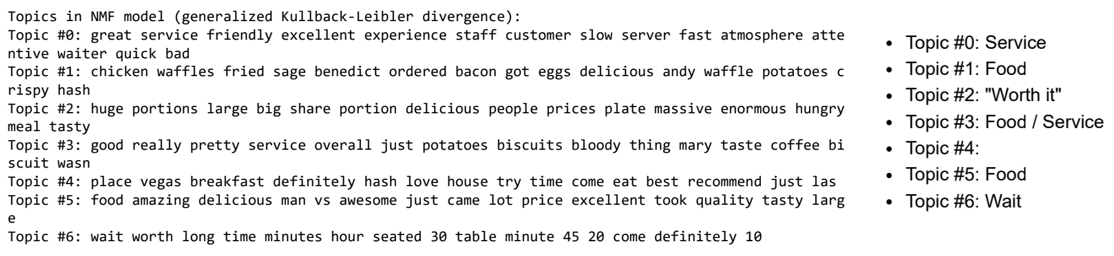 Topics in NMF model (generalized Kullback-Leibler divergence):
Topic #0: great service friendly excellent experience staff customer slow server fast atmosphere atte
ntive waiter quick bad
Topic #1: chicken waffles fried sage benedict ordered bacon got eggs delicious andy waffle potatoes c
rispy hash
Topic #2: huge portions large big share portion delicious people prices plate massive enormous hungry
meal tasty
Topic #3: good really pretty service overall just potatoes biscuits bloody thing mary taste coffee bi
scuit wasn
Topic #4: place vegas breakfast definitely hash love house try time come eat best recommend just las
Topic #5: food amazing delicious man vs awesome just came lot price excellent took quality tasty larg
e
Topic #6: wait worth long time minutes hour seated 30 table minute 45 20 come definitely 10
• Topic #0: Service
• Topic #1: Food
• Topic #2: "Worth it"
• Topic #3: Food / Service
• Topic #4:
• Topic #5: Food
• Topic #6: Wait